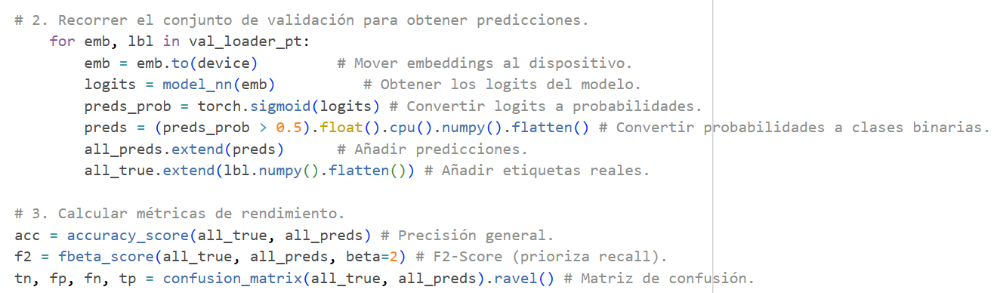 # 2. Recorrer el conjunto de validación para obtener predicciones.
    for emb, lbl in val_loader_pt:
        emb = emb.to(device)         # Mover embeddings al dispositivo.
        logits = model_nn(emb)          # Obtener los logits del modelo.
        preds_prob = torch.sigmoid(logits) # Convertir logits a probabilidades.
        preds = (preds_prob > 0.5).float().cpu().numpy().flatten() # Convertir probabilidades a clases binarias.
        all_preds.extend(preds)      # Añadir predicciones.
        all_true.extend(lbl.numpy().flatten()) # Añadir etiquetas reales.

# 3. Calcular métricas de rendimiento.
acc = accuracy_score(all_true, all_preds) # Precisión general.
f2 = fbeta_score(all_true, all_preds, beta=2) # F2-Score (prioriza recall).
tn, fp, fn, tp = confusion_matrix(all_true, all_preds).ravel() # Matriz de confusión.